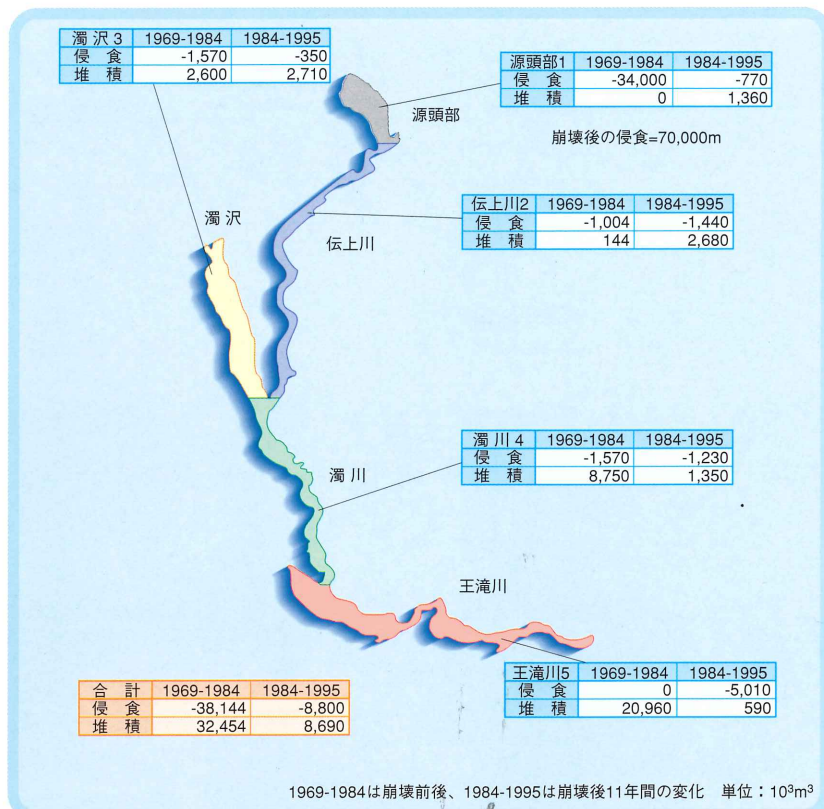 濁沢3 1969-1984 1984-1995
侵食 -1,570 -350
堆積 2,600 2,710
源頭部1 1969-1984 1984-1995
侵食 -34,000 -770
堆積 0 1,360
源頭部
崩壊後の侵食=70,000m
濁沢
伝上川
伝上川2 1969-1984 1984-1995
侵食 -1,004 -1,440
堆積 144 2,680
濁川
濁川4 1969-1984 1984-1995
侵食 -1,570 -1,230
堆積 8,750 1,350
王滝川
王滝川5 1969-1984 1984-1995
侵食 0 -5,010
堆積 20,960 590
合計 1969-1984 1984-1995
侵食 -38,144 -8,800
堆積 32,454 8,690
1969-1984は崩壊前後、1984-1995は崩壊後11年間の変化 単位：10³m³